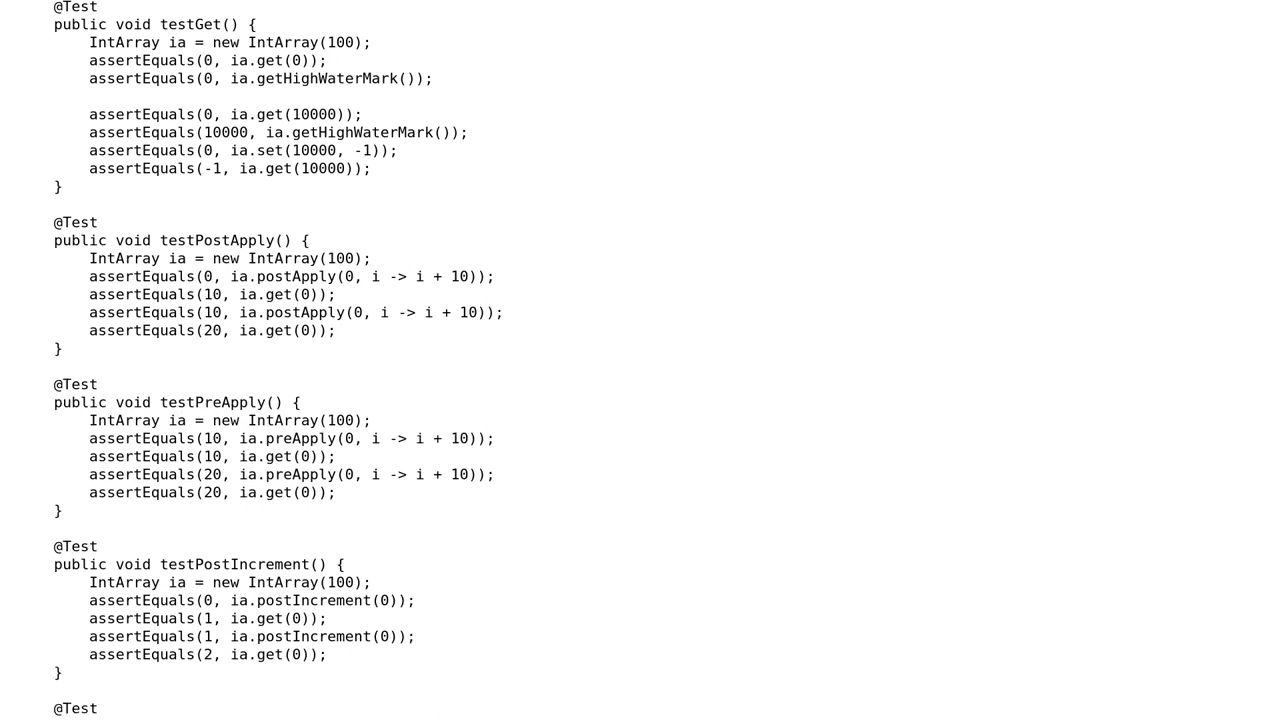 @Test
public void testGet() {
    IntArray ia = new IntArray(100);
    assertEquals(0, ia.get(0));
    assertEquals(0, ia.getHighWaterMark());

    assertEquals(0, ia.get(10000));
    assertEquals(10000, ia.getHighWaterMark());
    assertEquals(0, ia.set(10000, -1));
    assertEquals(-1, ia.get(10000));
}

@Test
public void testPostApply() {
    IntArray ia = new IntArray(100);
    assertEquals(0, ia.postApply(0, i -> i + 10));
    assertEquals(10, ia.get(0));
    assertEquals(10, ia.postApply(0, i -> i + 10));
    assertEquals(20, ia.get(0));
}

@Test
public void testPreApply() {
    IntArray ia = new IntArray(100);
    assertEquals(10, ia.preApply(0, i -> i + 10));
    assertEquals(10, ia.get(0));
    assertEquals(20, ia.preApply(0, i -> i + 10));
    assertEquals(20, ia.get(0));
}

@Test
public void testPostIncrement() {
    IntArray ia = new IntArray(100);
    assertEquals(0, ia.postIncrement(0));
    assertEquals(1, ia.get(0));
    assertEquals(1, ia.postIncrement(0));
    assertEquals(2, ia.get(0));
}

@Test